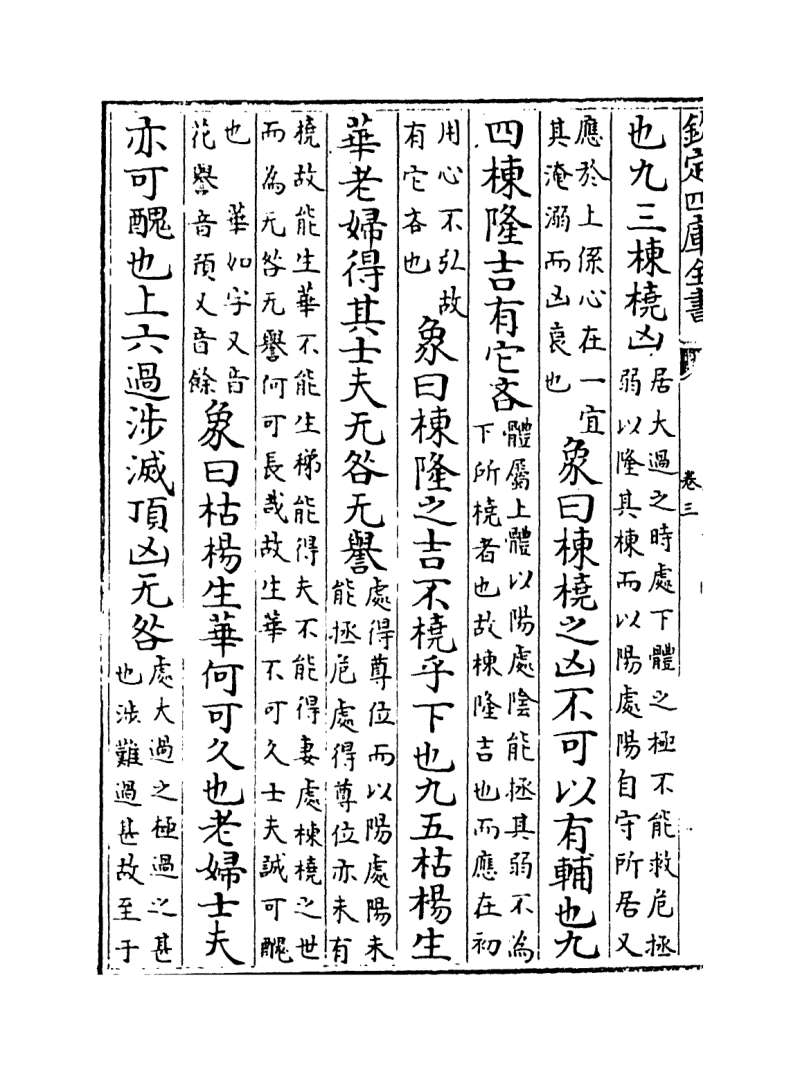 欽定四庫全書 卷三
也九三棟橈凶
居大過之時處下體之極不能救危拯
弱以隆其棟而以陽處陽自守所居又
應於上係心在一宜
其淹溺而凶衰也
象曰棟橈之凶不可以有輔也九
四棟隆吉有它吝
體屬上體以陽處陰能拯其弱不為
下所橈者也故棟隆吉也而應在初
用心不弘故
有它吝也
象曰棟隆之吉不橈乎下也九五枯楊生
華老婦得其士夫无咎无譽
處得尊位而以陽處陽未
能拯危處得尊位亦未有
橈故能生華不能生稊能得夫不能得妻處棟橈之世
而為无咎无譽何可長哉故生華不可久士夫誠可醜
也 華如字又音
花譽音預又音餘
象曰枯楊生華何可久也老婦士夫
亦可醜也上六過涉滅頂凶无咎
處大過之極過之甚
也涉難過甚故至于